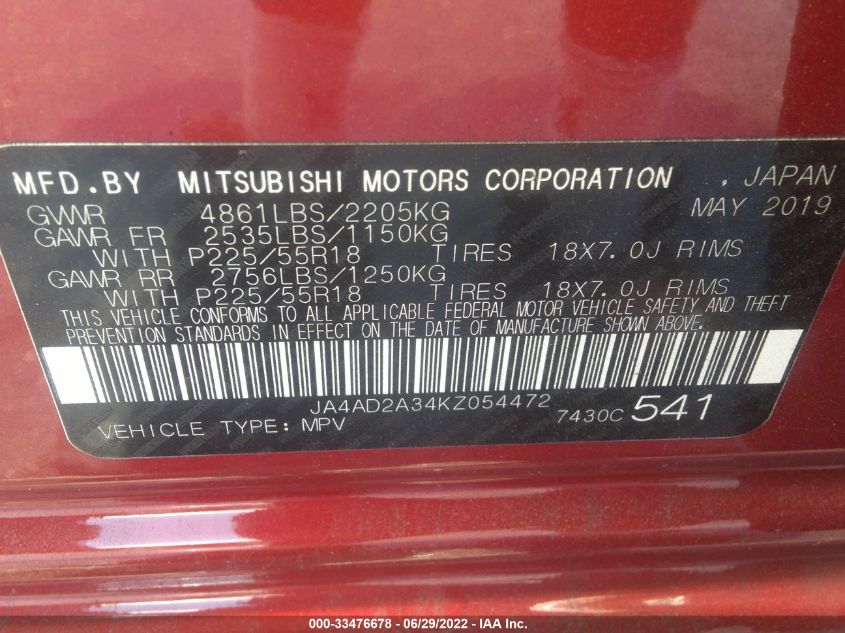 MFD.BY MITSUBISHI MOTORS CORPORATION , JAPAN
GVWR 4861LBS/2205KG MAY 2019
GAWR FR 2535LBS/1150KG
WITH P225/55R18 TIRES 18X7.0J RIMS
GAWR RR 2756LBS/1250KG
WITH P225/55R18 TIRES 18X7.0J RIMS
THIS VEHICLE CONFORMS TO ALL APPLICABLE FEDERAL MOTOR VEHICLE SAFETY AND THEFT
PREVENTION STANDARDS IN EFFECT ON THE DATE OF MANUFACTURE SHOWN ABOVE.
JA4AD2A34KZ054472
VEHICLE TYPE: MPV 7430C 541
000-33476678 - 06/29/2022 - IAA Inc.